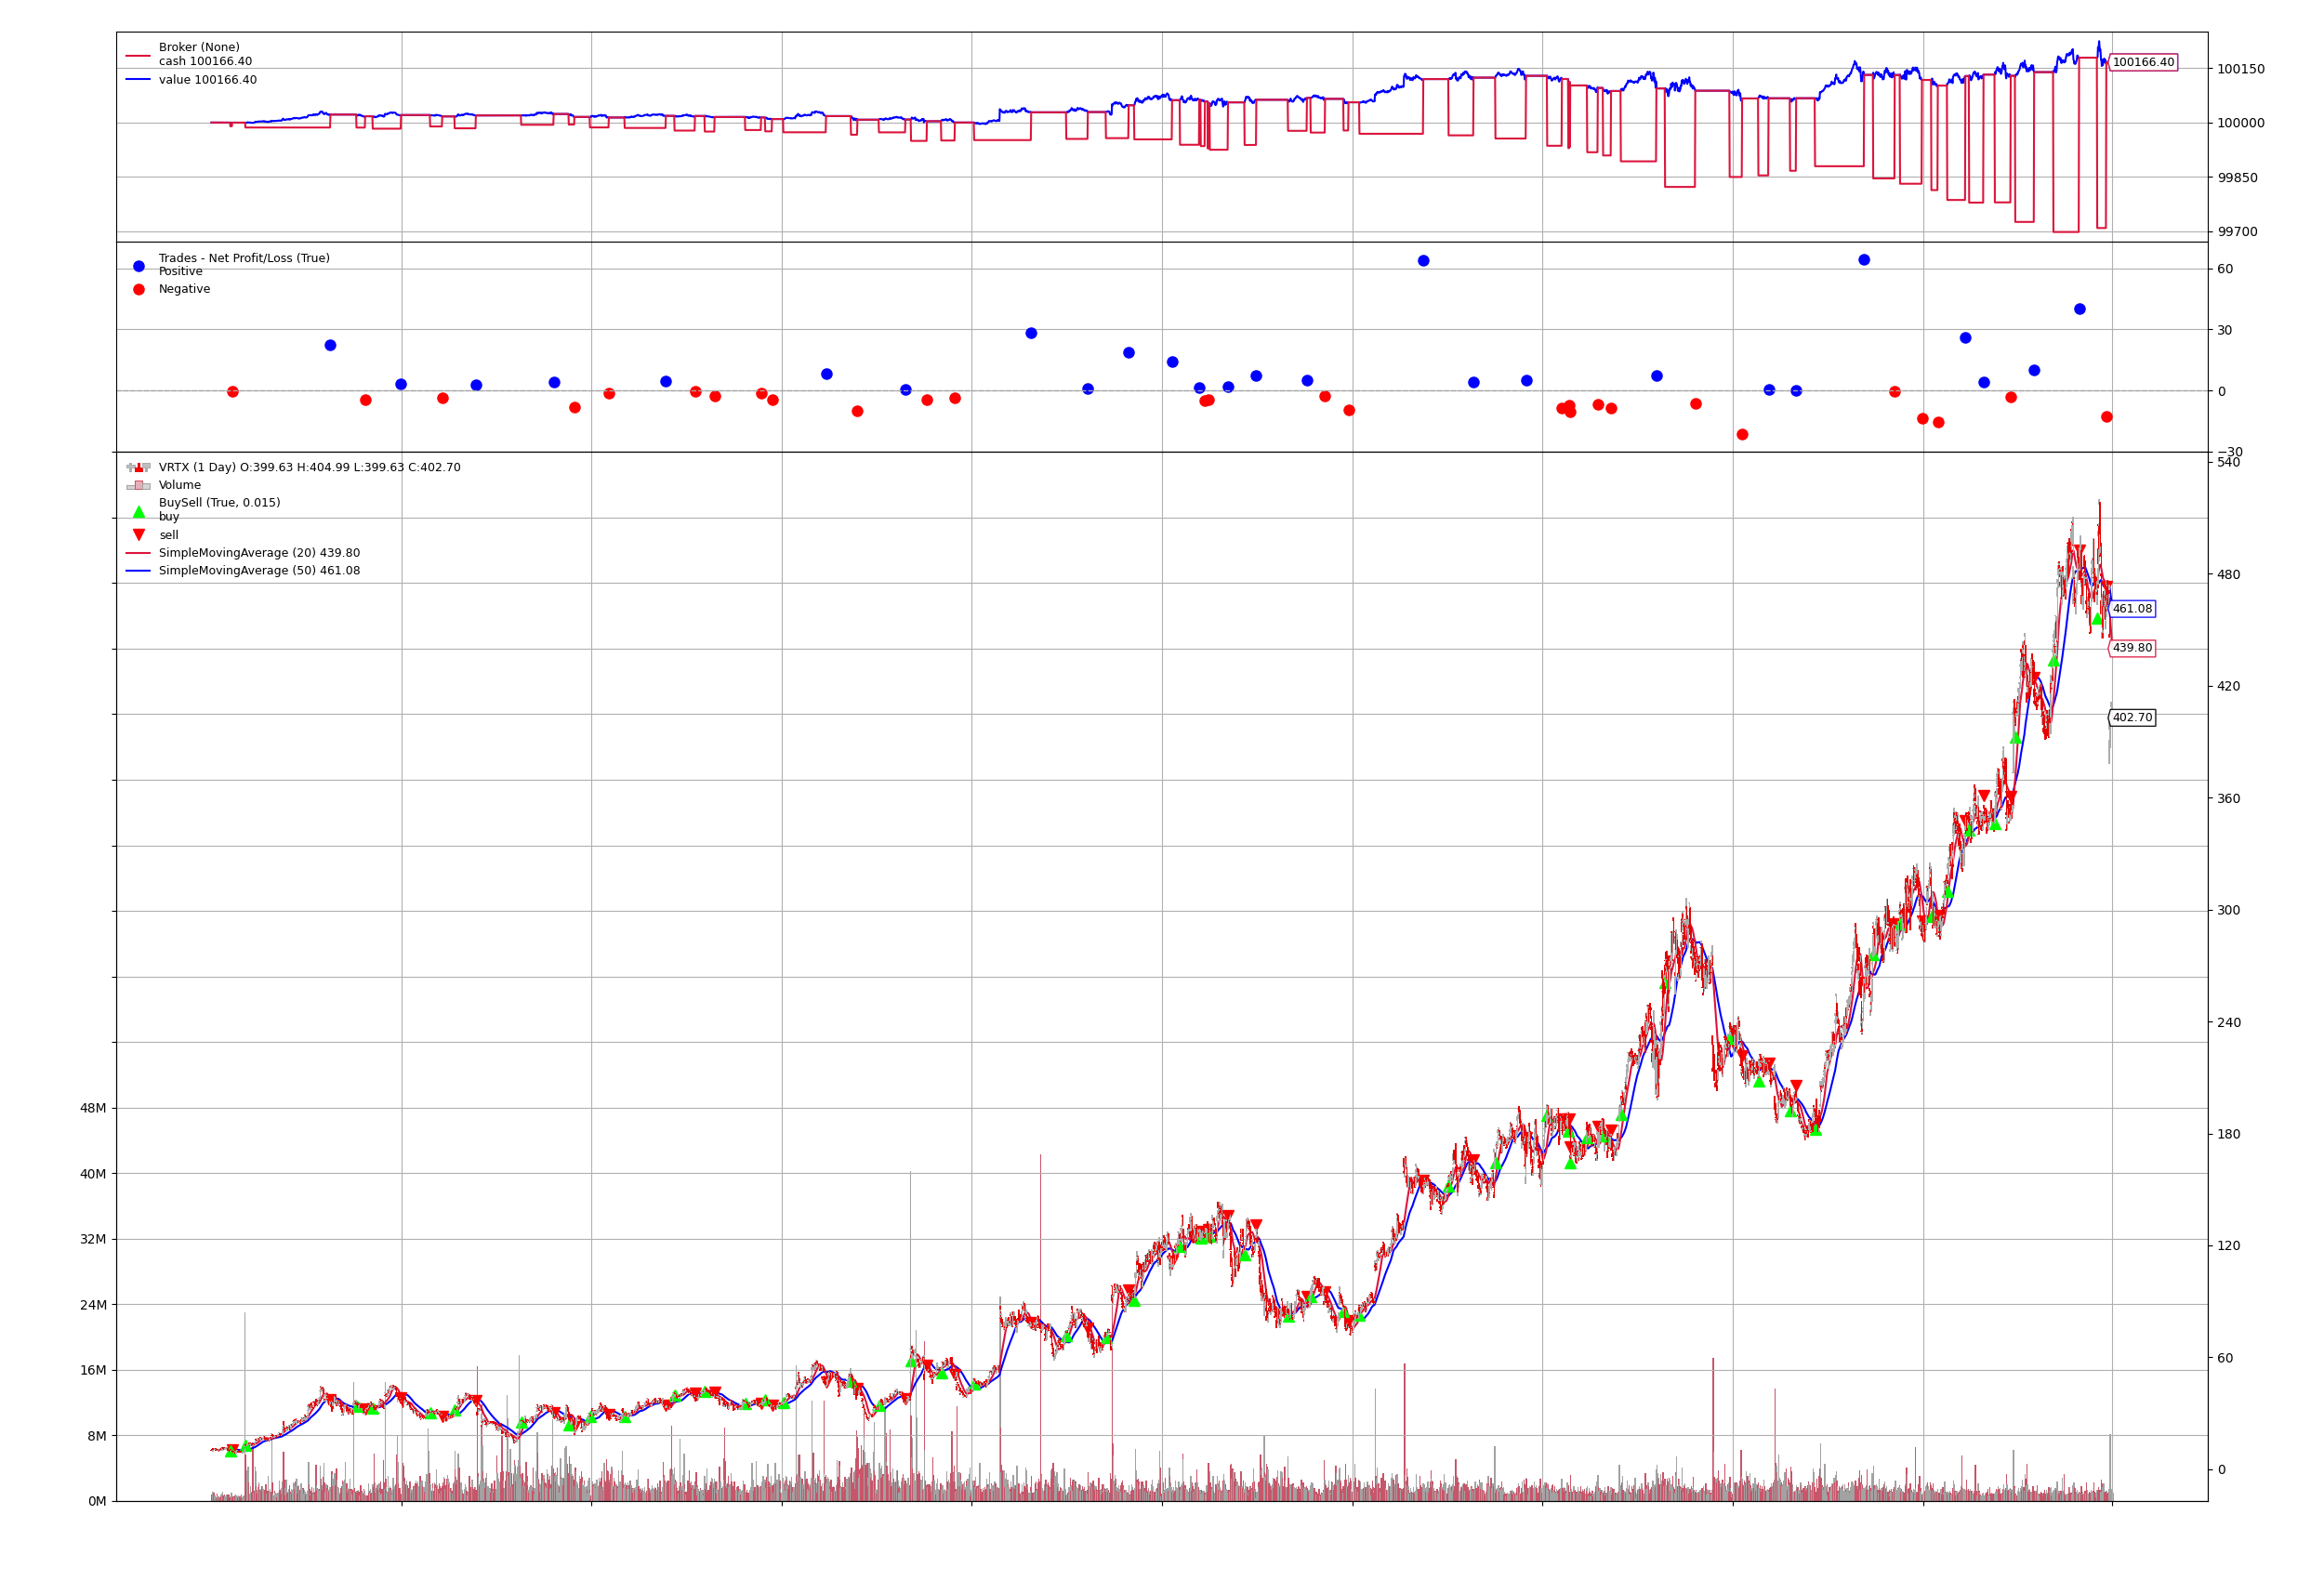 Broker (None)
cash 100166.40
value 100166.40
100166.40
100150
100000
99850
99700
Trades - Net Profit/Loss (True)
Positive
Negative
60
30
0
−30
VRTX (1 Day) O:399.63 H:404.99 L:399.63 C:402.70
Volume
BuySell (True, 0.015)
buy
sell
SimpleMovingAverage (20) 439.80
SimpleMovingAverage (50) 461.08
540
480
461.08
439.80
420
402.70
360
300
240
180
120
60
0
48M
40M
32M
24M
16M
8M
0M